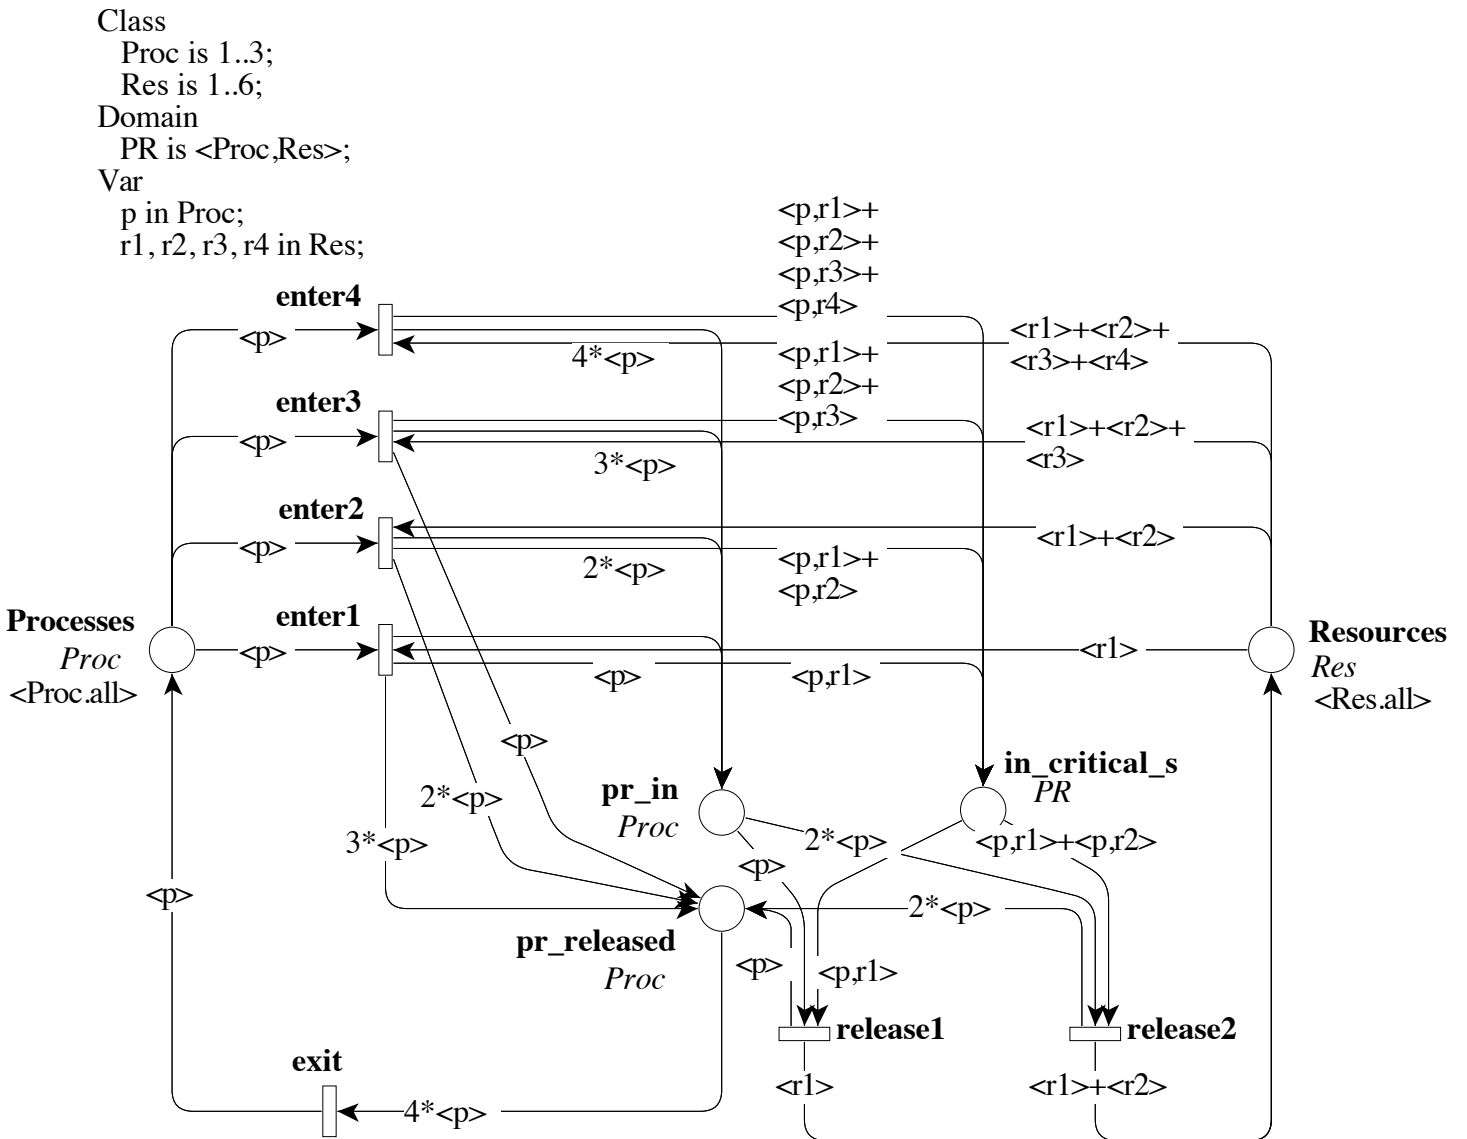 Class
Proc is 1..3;
Res is 1..6;
Domain
PR is <Proc,Res>;
Var
p in Proc;
r1, r2, r3, r4 in Res;
<p,r1>+
<p,r2>+
<p,r3>+
<p,r4>
enter4
<p>
4*<p>
<r1>+<r2>+
<r3>+<r4>
<p,r1>+
<p,r2>+
<p,r3>
enter3
<p>
3*<p>
<r1>+<r2>+
<r3>
enter2
<p>
2*<p>
<p,r1>+
<p,r2>
<r1>+<r2>
Processes
Proc
<Proc.all>
enter1
<p>
<p>
<p,r1>
<r1>
Resources
Res
<Res.all>
<p>
2*<p>
3*<p>
pr_in
Proc
in_critical_s
PR
2*<p>
<p,r1>+<p,r2>
<p>
<p>
2*<p>
pr_released
Proc
<p>
<p,r1>
release1
release2
exit
4*<p>
<r1>
<r1>+<r2>